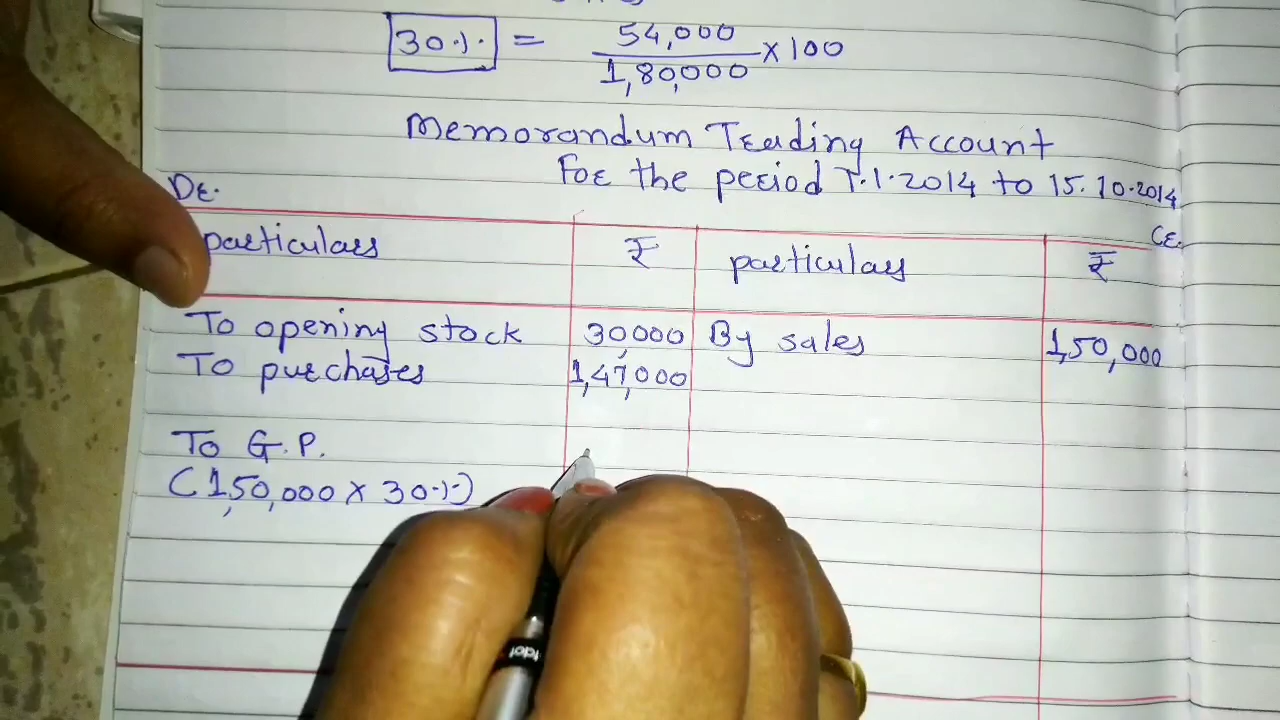 30% = 54,000 / 1,80,000 × 100
Memorandum Trading Account
For the period 1.1.2014 to 15.10.2014
Dr. Cr.
particulars ₹ particulars ₹
To opening stock 30,000 By sales 1,50,000
To purchases 1,47,000
To G.P.
(1,50,000 × 30%)